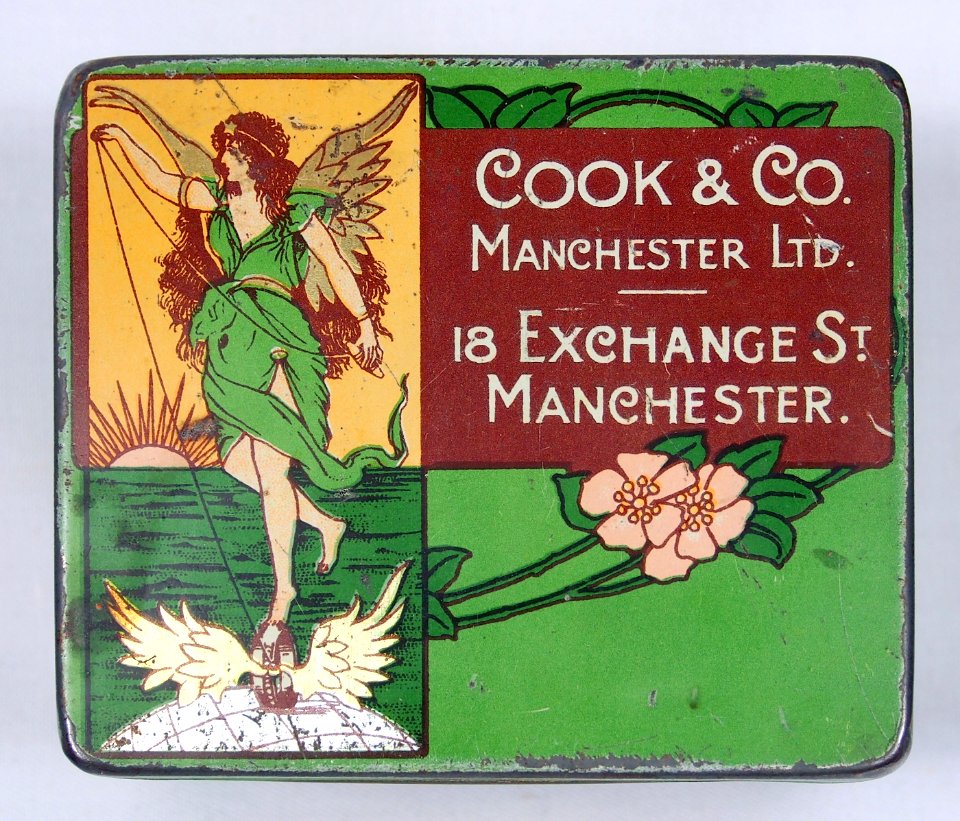 COOK & CO.
MANCHESTER LTD.
18 EXCHANGE ST
MANCHESTER.